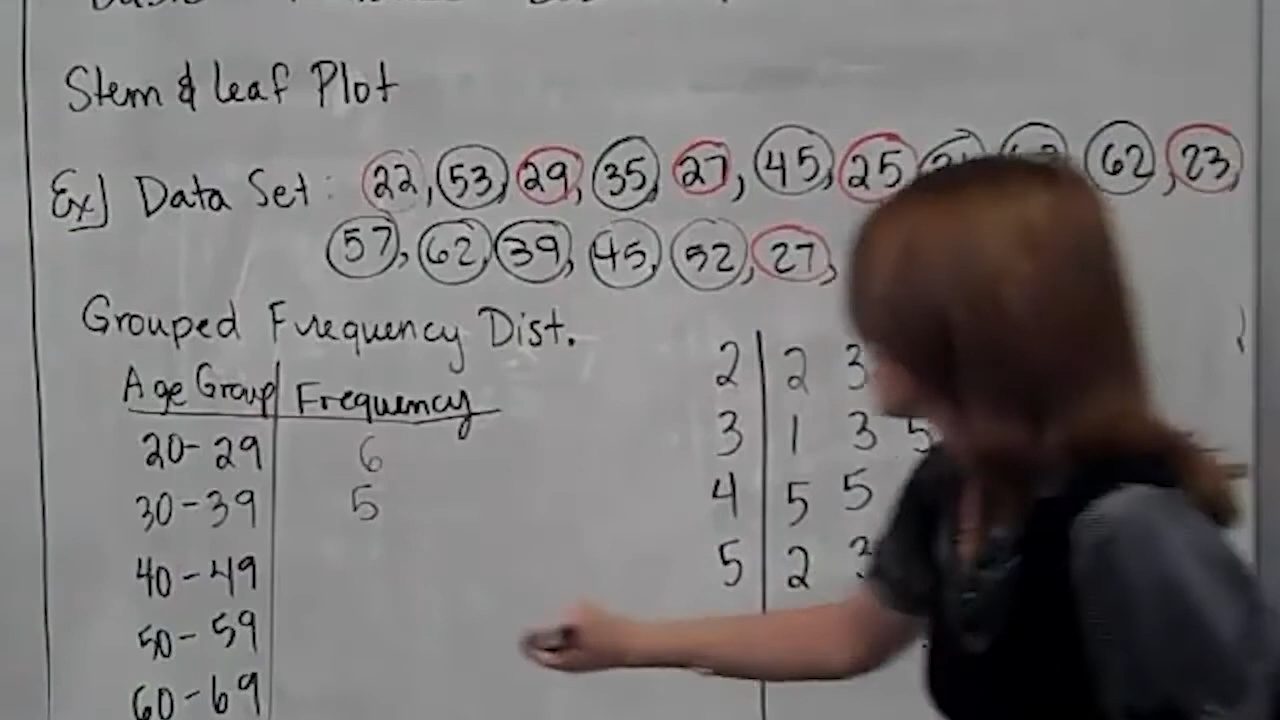 Stem & Leaf Plot
Ex] Data Set: 22, 53, 29, 35, 27, 45, 25, 62, 23,
57, 62, 39, 45, 52, 27,
Grouped Frequency Dist.
Age Group Frequency
20-29 6
30-39 5
40-49
50-59
60-69
2 2 3
3 1 3 5
4 5 5
5 2 3